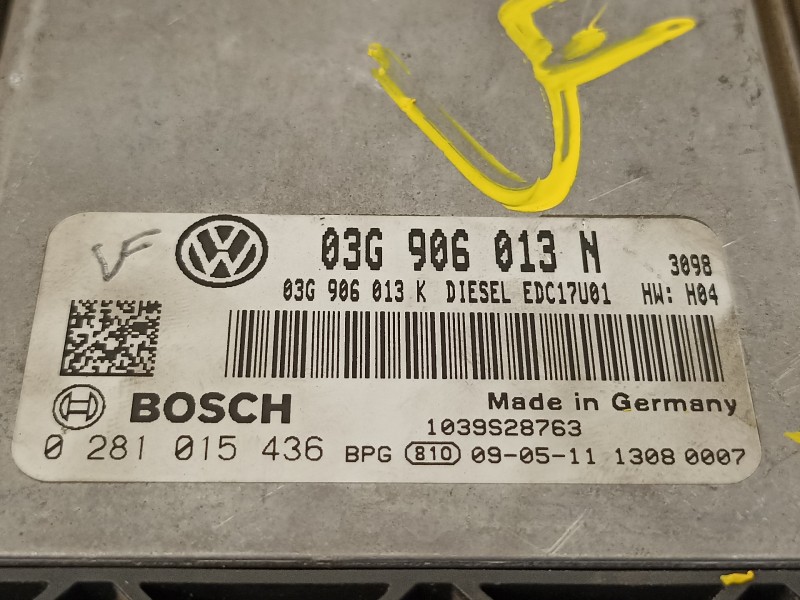 VF
VF
03G 906 013 N 3098
03G 906 013 K DIESEL EDC17U01 HW: H04
BOSCH Made in Germany
1039S28763
0 281 015 436 BPG 810 09-05-11 1308 0007